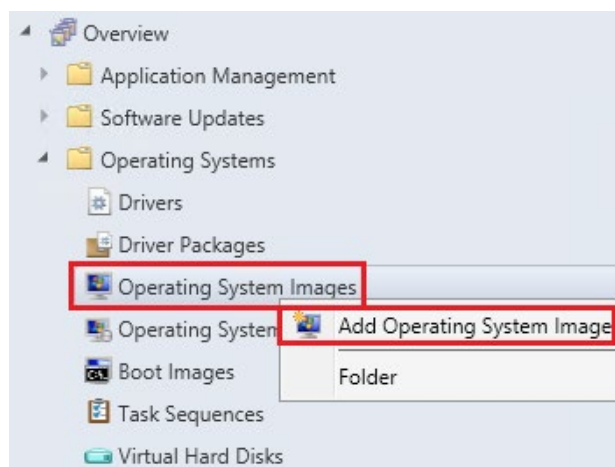 Overview
Application Management
Software Updates
Operating Systems
Drivers
Driver Packages
Operating System Images
Operating System
Add Operating System Image
Boot Images
Folder
Task Sequences
Virtual Hard Disks